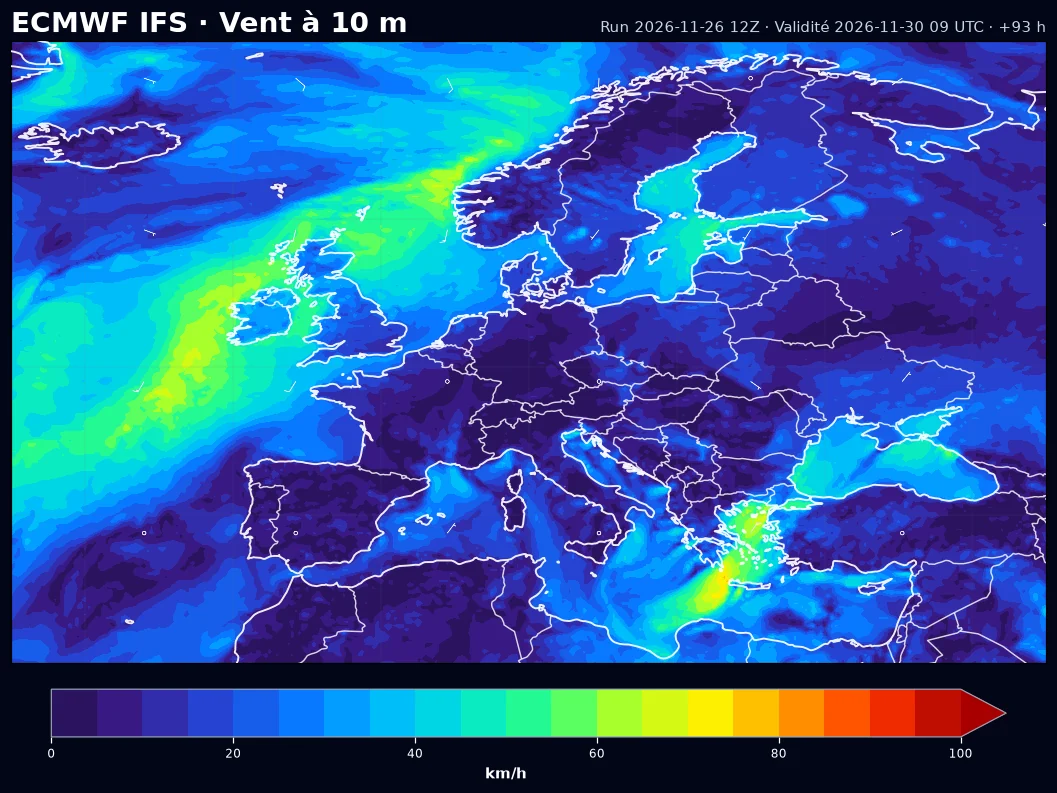 ECMWF IFS · Vent à 10 m
Run 2026-11-26 12Z · Validité 2026-11-30 09 UTC · +93 h
0 20 40 60 80 100
km/h